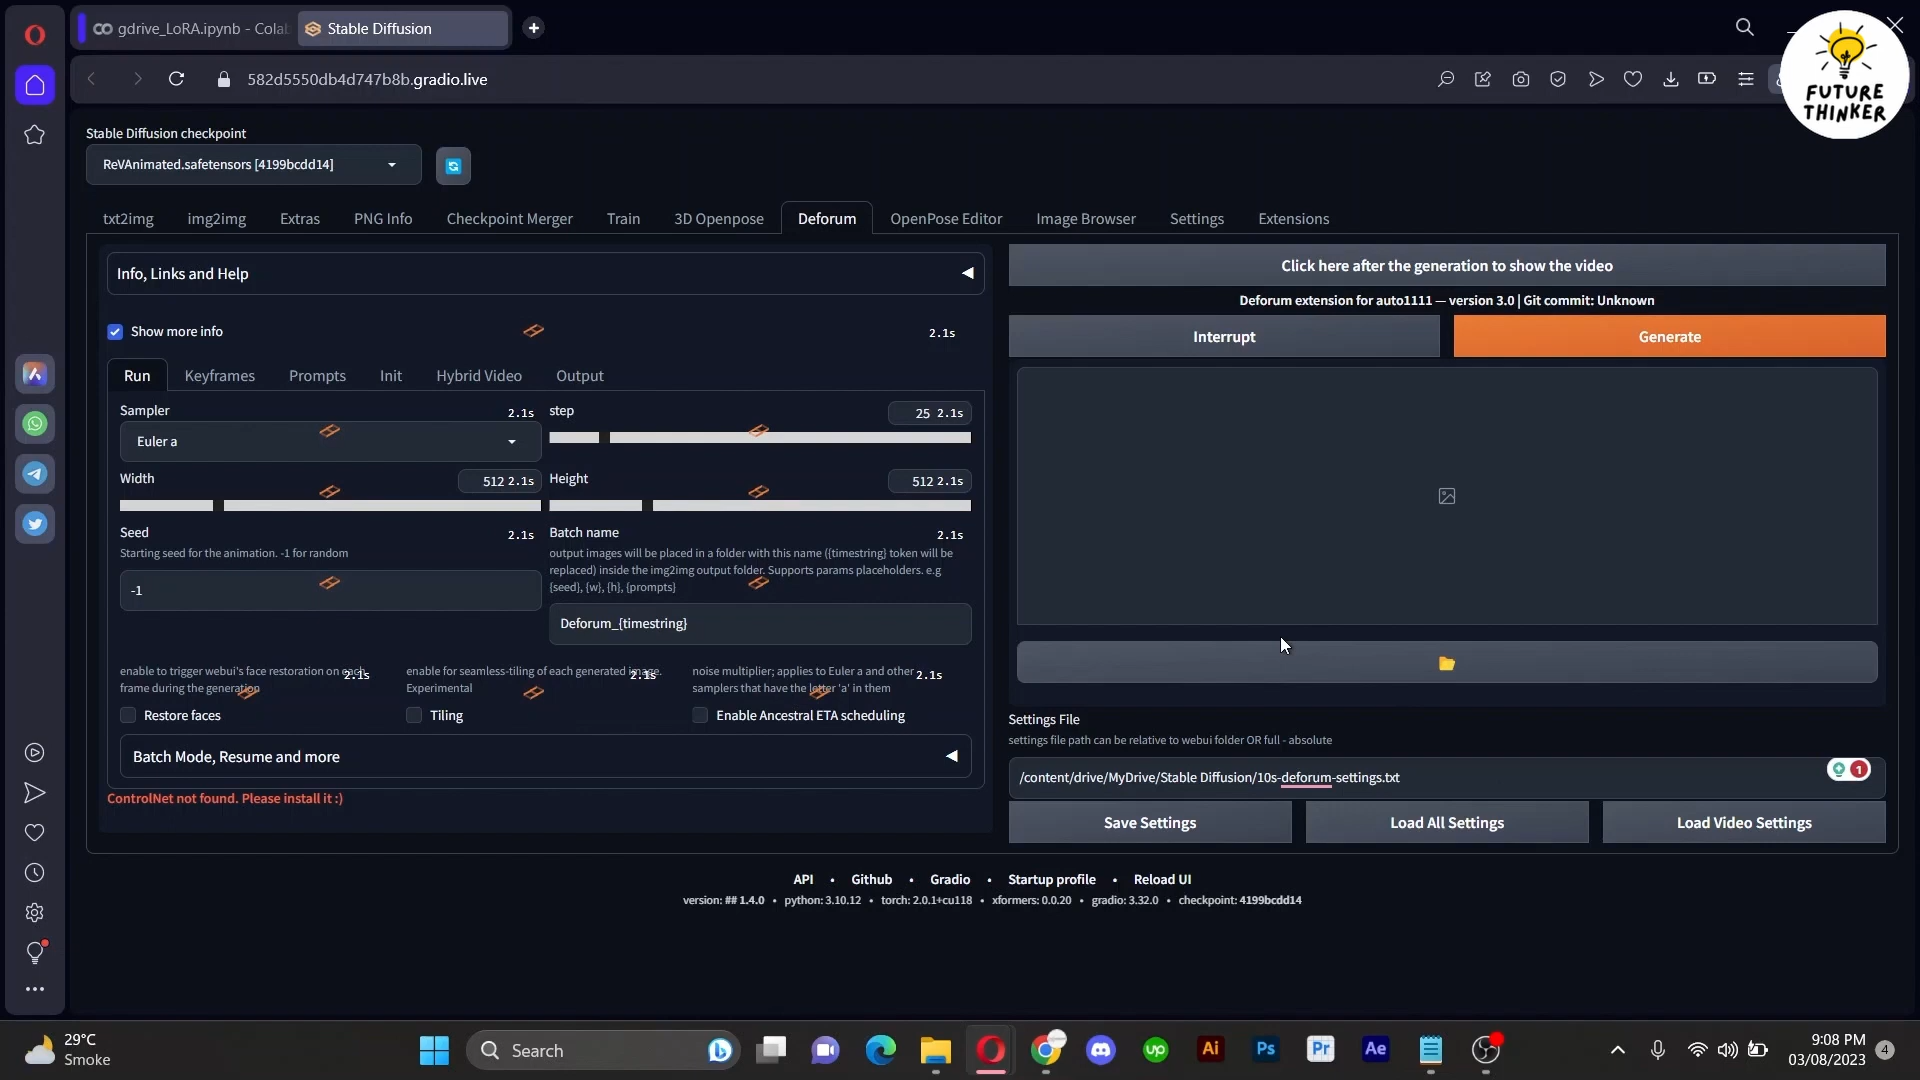 gdrive_LoRA.ipynb - Colab
Stable Diffusion
582d5550db4d747b8b.gradio.live
FUTURE
THINKER
Stable Diffusion checkpoint
ReVAnimated.safetensors [4199bcdd14]
txt2img
img2img
Extras
PNG Info
Checkpoint Merger
Train
3D Openpose
Deforum
OpenPose Editor
Image Browser
Settings
Extensions
Info, Links and Help
Show more info
2.1s
Run
Keyframes
Prompts
Init
Hybrid Video
Output
Sampler
2.1s
Euler a
step
25 2.1s
Width
512 2.1s
Height
512 2.1s
Seed
2.1s
Starting seed for the animation. -1 for random
-1
Batch name
2.1s
output images will be placed in a folder with this name ({timestring} token will be
replaced) inside the img2img output folder. Supports params placeholders. e.g
{seed}, {w}, {h}, {prompts}
Deforum_{timestring}
enable to trigger webui's face restoration on each
frame during the generation
2.1s
Restore faces
enable for seamless-tiling of each generated image.
Experimental
2.1s
Tiling
noise multiplier; applies to Euler a and other
samplers that have the letter 'a' in them
2.1s
Enable Ancestral ETA scheduling
Batch Mode, Resume and more
ControlNet not found. Please install it :)
Click here after the generation to show the video
Deforum extension for auto1111 — version 3.0 | Git commit: Unknown
Interrupt
Generate
Settings File
settings file path can be relative to webui folder OR full - absolute
/content/drive/MyDrive/Stable Diffusion/10s-deforum-settings.txt
1
Save Settings
Load All Settings
Load Video Settings
API • Github • Gradio • Startup profile • Reload UI
version: ## 1.4.0 • python: 3.10.12 • torch: 2.0.1+cu118 • xformers: 0.0.20 • gradio: 3.32.0 • checkpoint: 4199bcdd14
29°C
Smoke
Search
up
Ai
Ps
Pr
Ae
9:08 PM
03/08/2023
4